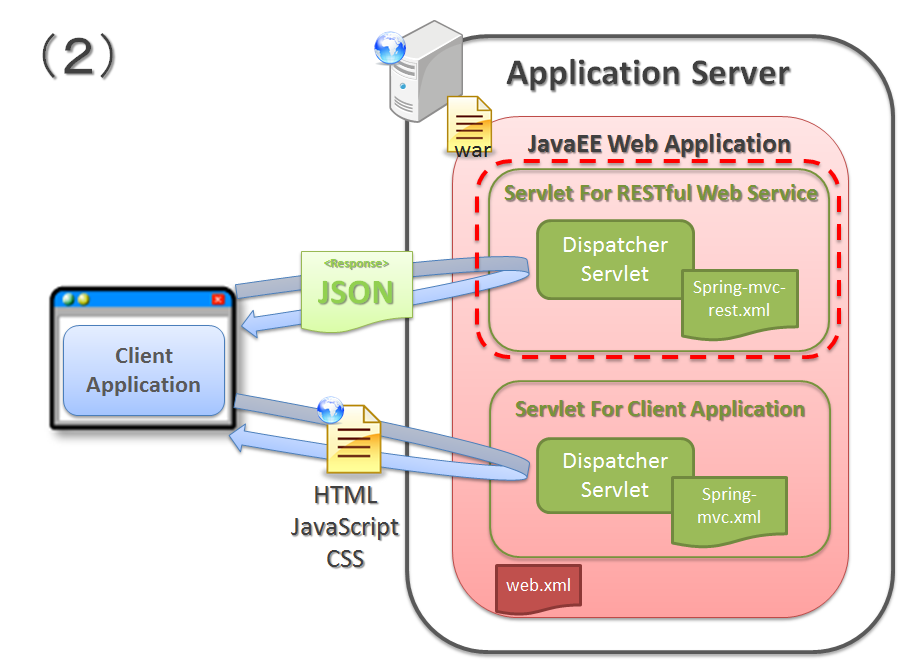 （2）
Application Server
war
JavaEE Web Application
Servlet For RESTful Web Service
Dispatcher
Servlet
Spring-mvc-
rest.xml
<Response>
JSON
Client
Application
Servlet For Client Application
Dispatcher
Servlet
Spring-
mvc.xml
HTML
JavaScript
CSS
web.xml